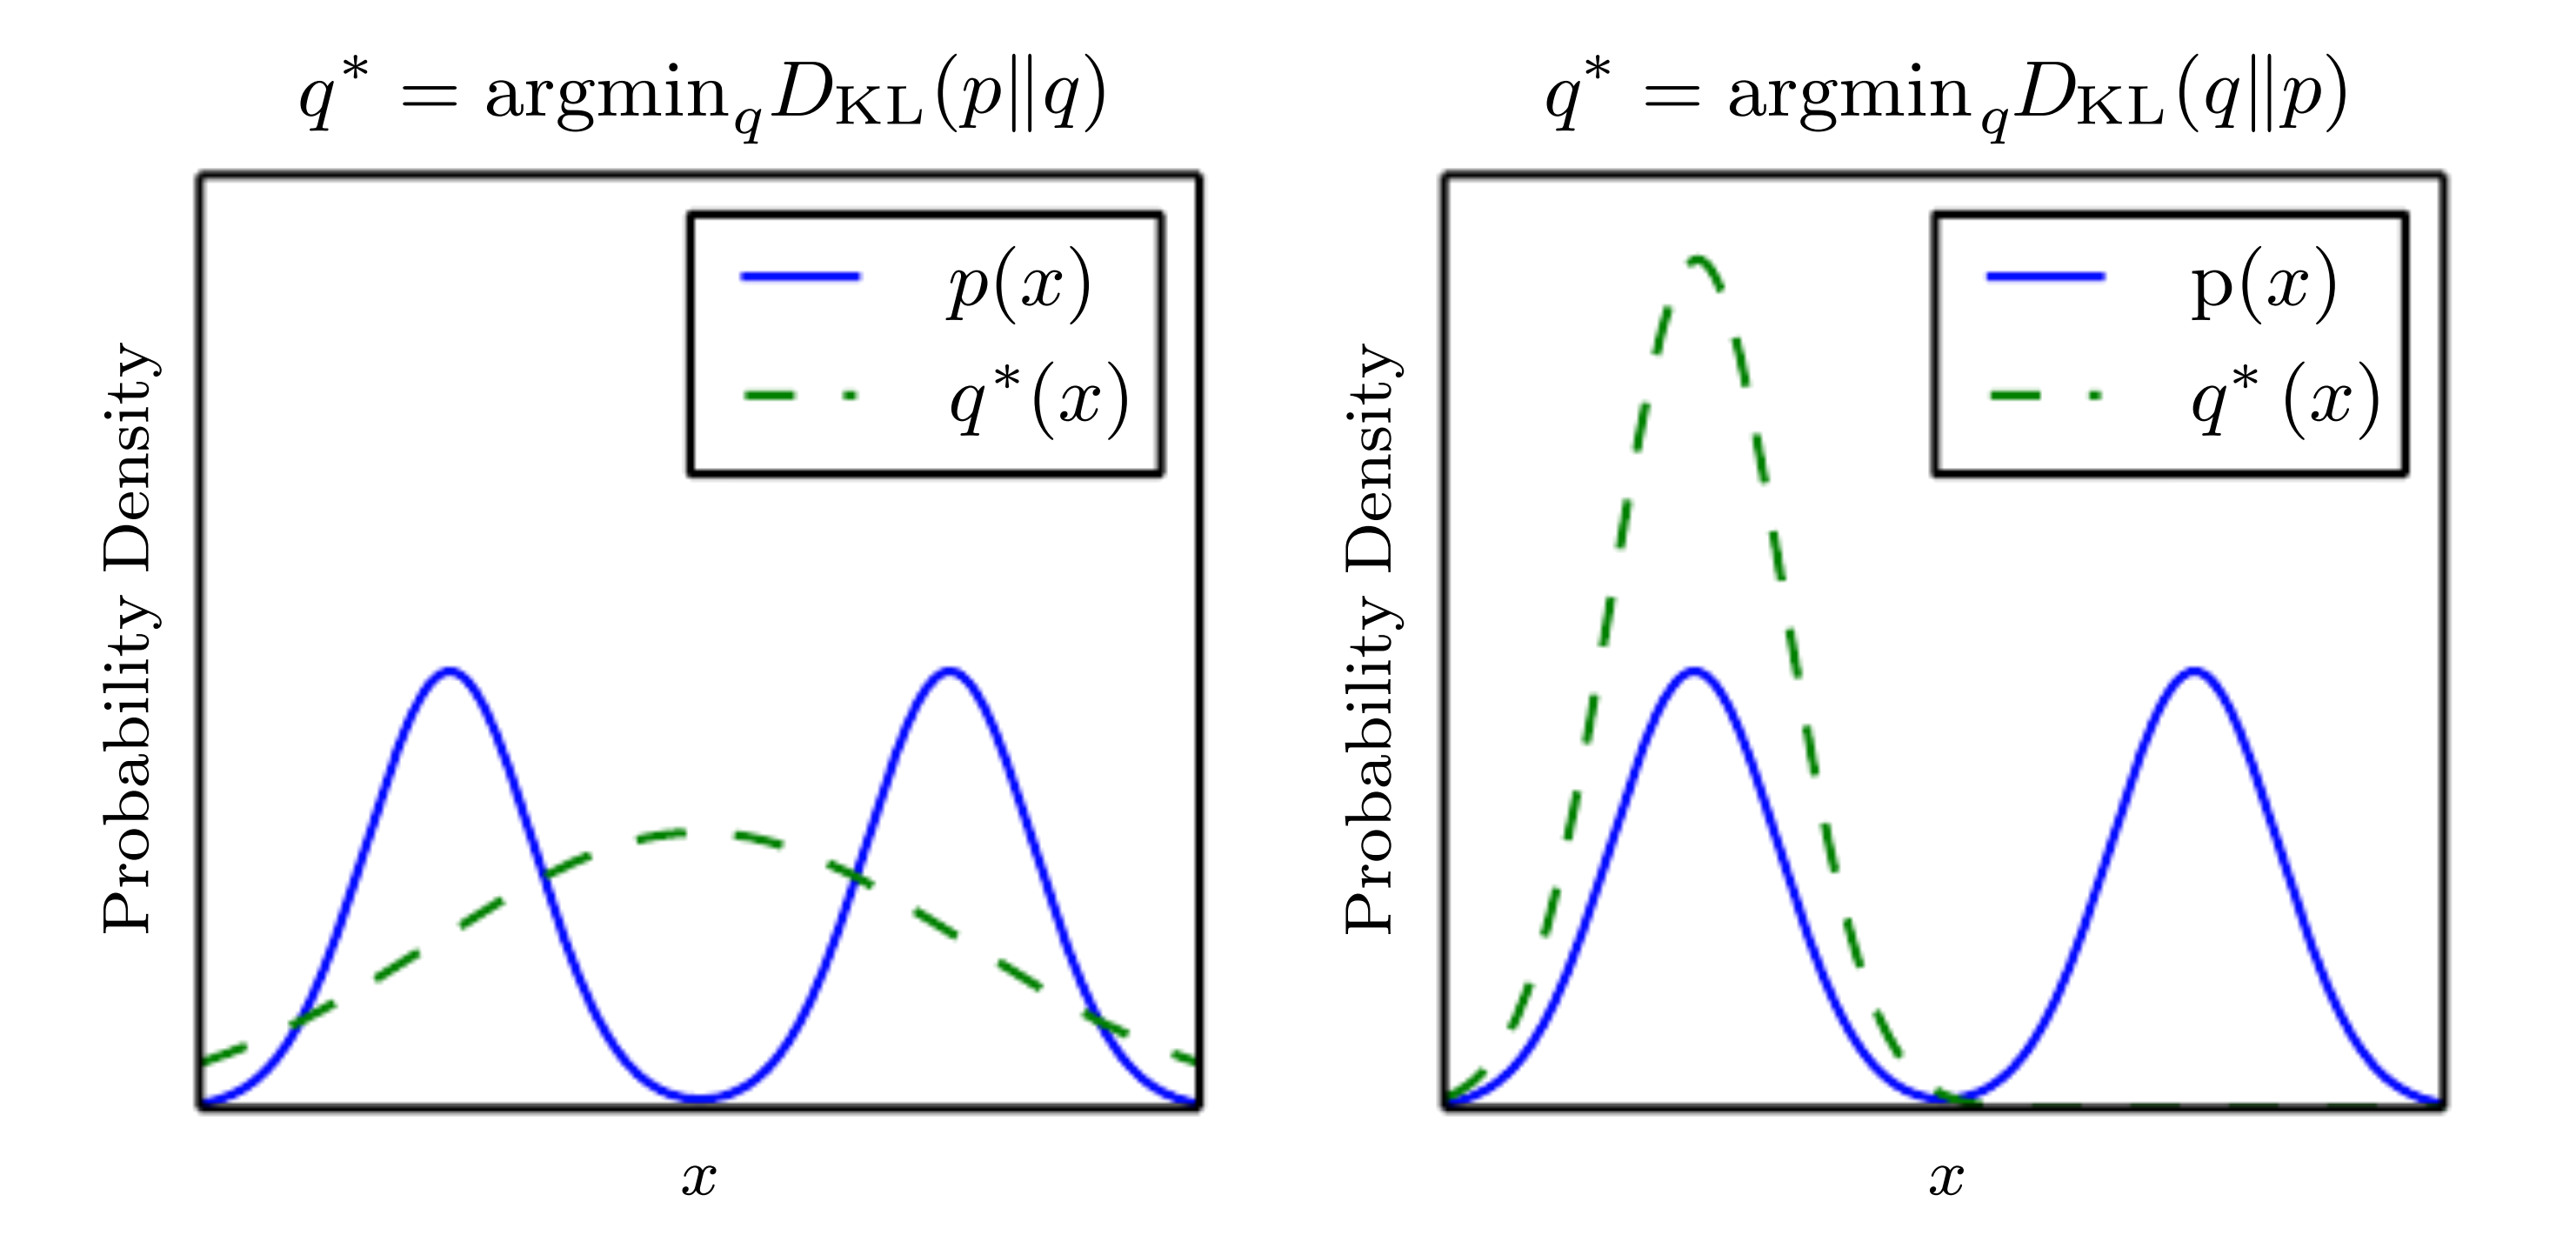 q* = argmin_q D_KL(p‖q)
p(x)
q*(x)
Probability Density
x
q* = argmin_q D_KL(q‖p)
p(x)
q* (x)
Probability Density
x